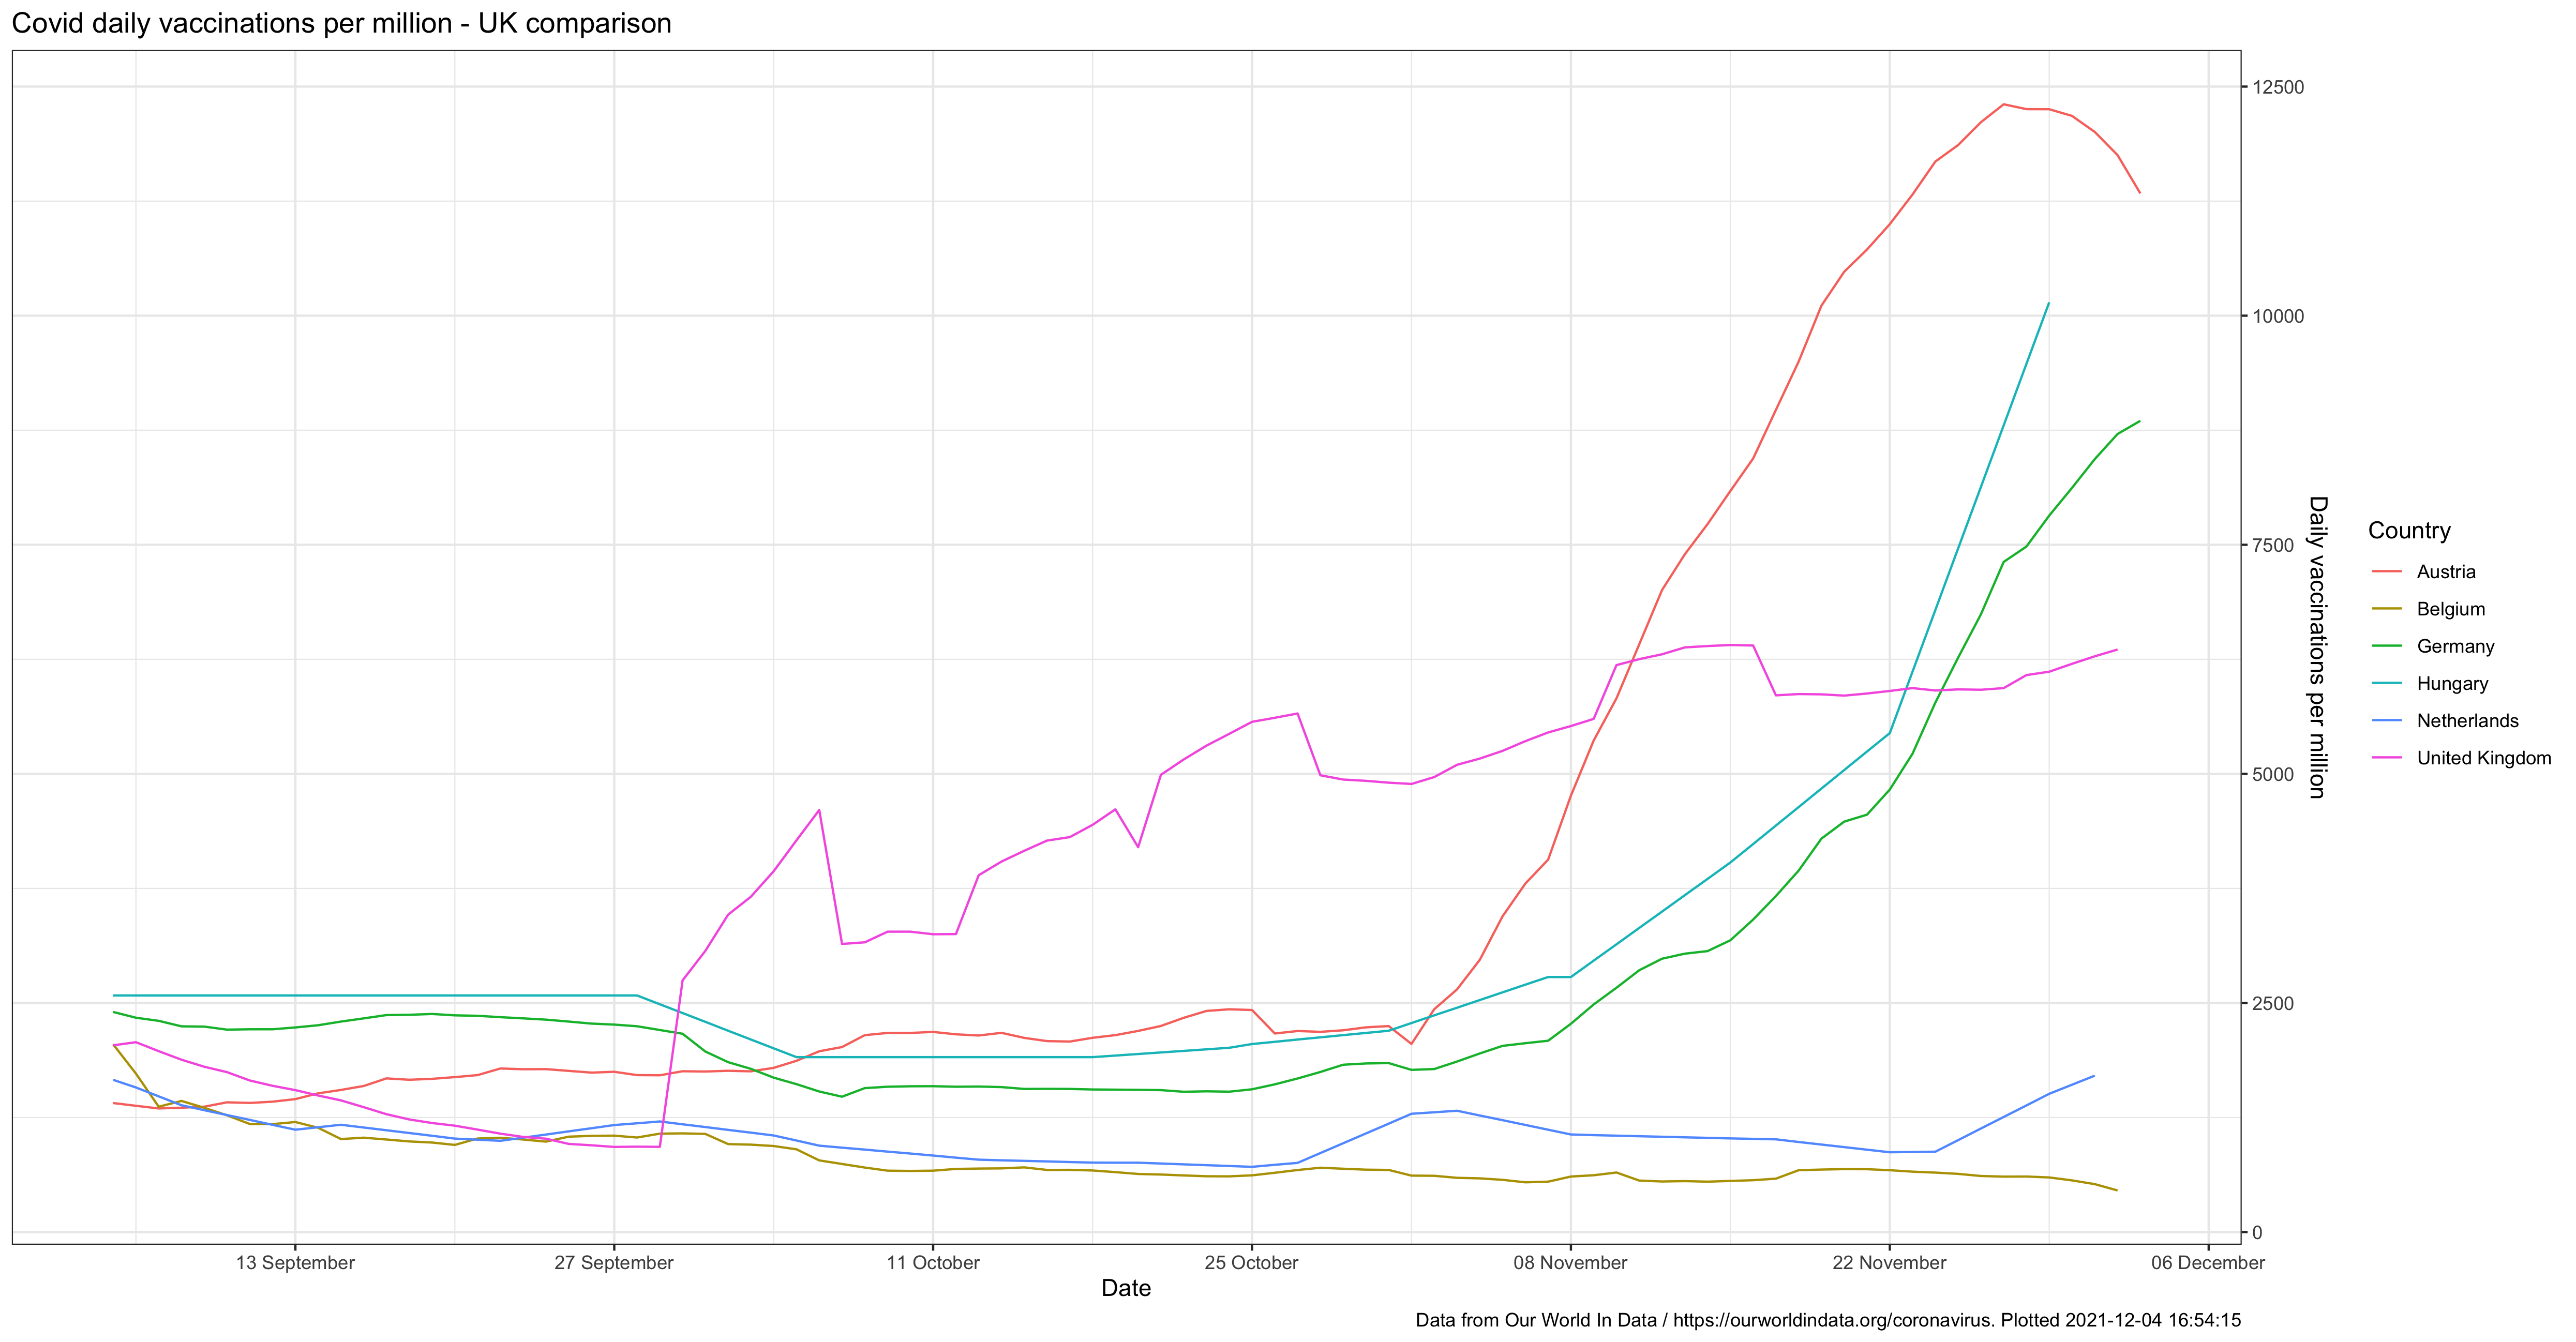 Covid daily vaccinations per million - UK comparison
12500
10000
7500
5000
2500
0
Daily vaccinations per million
Country
Austria
Belgium
Germany
Hungary
Netherlands
United Kingdom
13 September
27 September
11 October
25 October
08 November
22 November
06 December
Date
Data from Our World In Data / https://ourworldindata.org/coronavirus. Plotted 2021-12-04 16:54:15